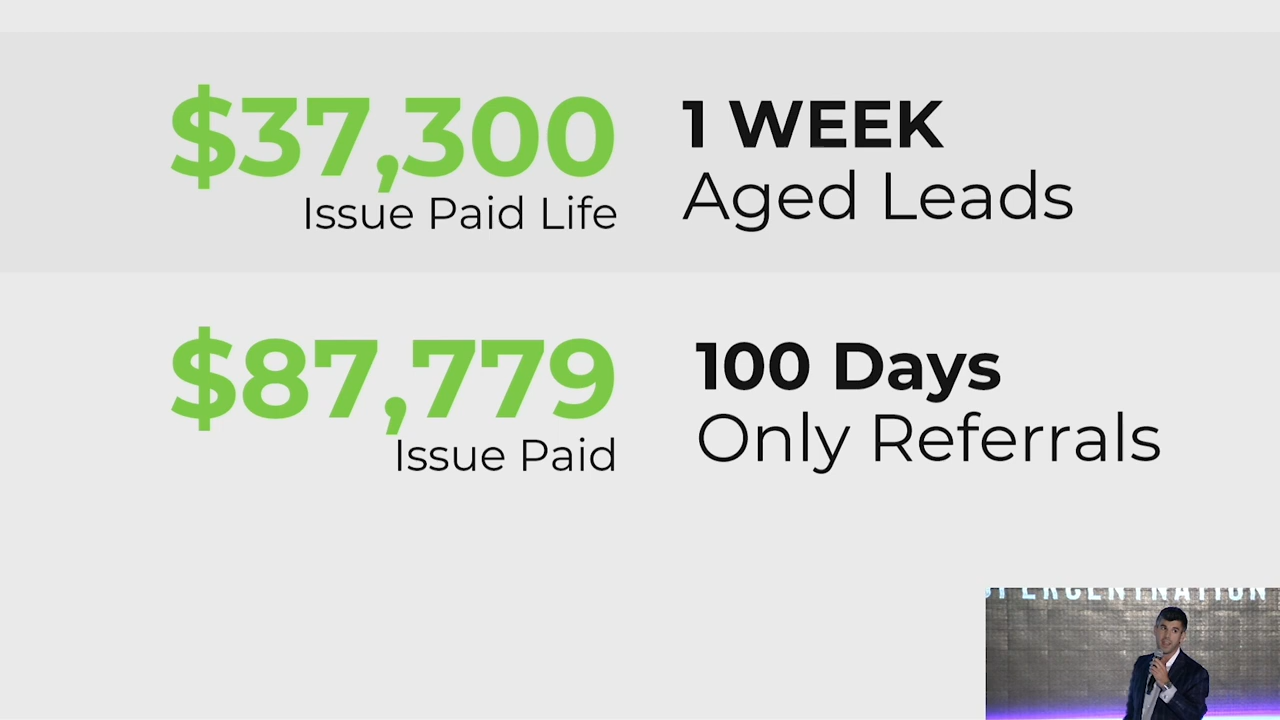 $37,300
Issue Paid Life
1 WEEK
Aged Leads
$87,779
Issue Paid
100 Days
Only Referrals